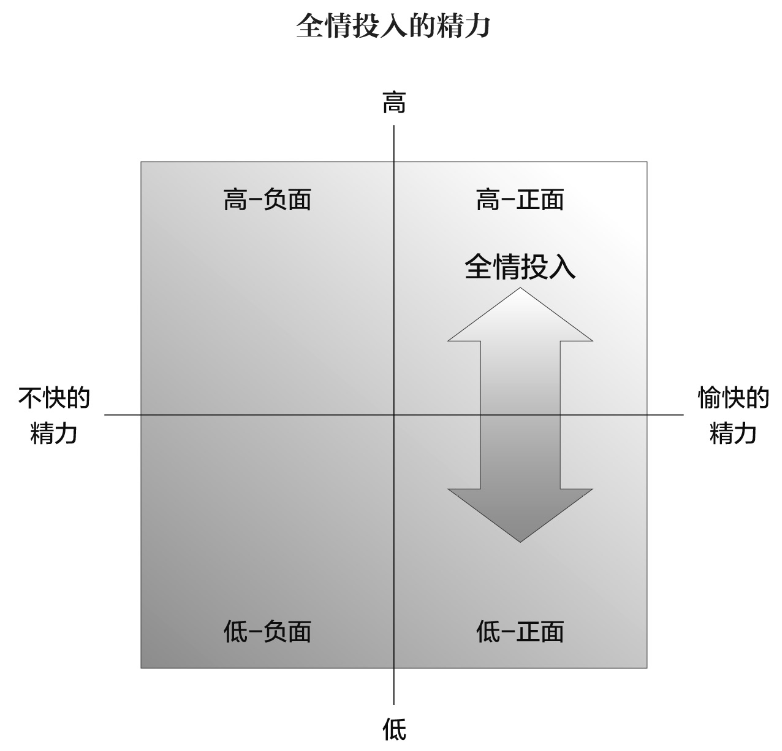 全情投入的精力
高
高–负面
高–正面
全情投入
不快的
精力
愉快的
精力
低–负面
低–正面
低